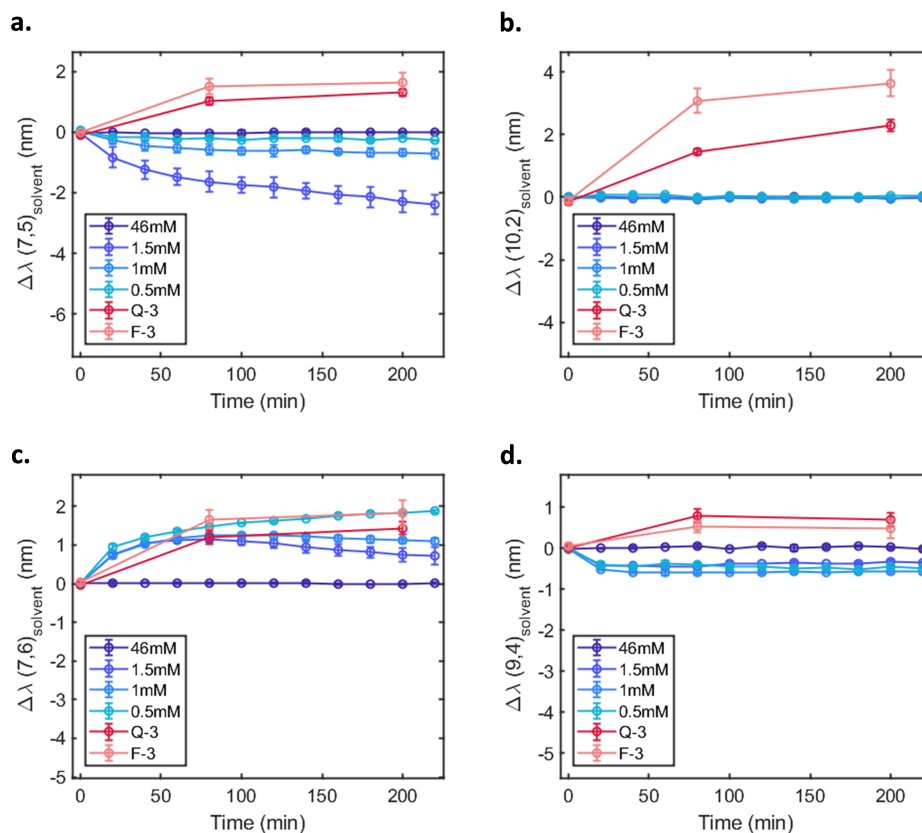 a.
2
0
-2
-4
-6
Δλ (7,5)solvent (nm)
46mM
1.5mM
1mM
0.5mM
Q-3
F-3
0 50 100 150 200
Time (min)
b.
4
2
0
-2
-4
Δλ (10,2)solvent (nm)
46mM
1.5mM
1mM
0.5mM
Q-3
F-3
0 50 100 150 200
Time (min)
c.
2
1
0
-1
-2
-3
-4
-5
Δλ (7,6)solvent (nm)
46mM
1.5mM
1mM
0.5mM
Q-3
F-3
0 50 100 150 200
Time (min)
d.
1
0
-1
-2
-3
-4
-5
Δλ (9,4)solvent (nm)
46mM
1.5mM
1mM
0.5mM
Q-3
F-3
0 50 100 150 200
Time (min)